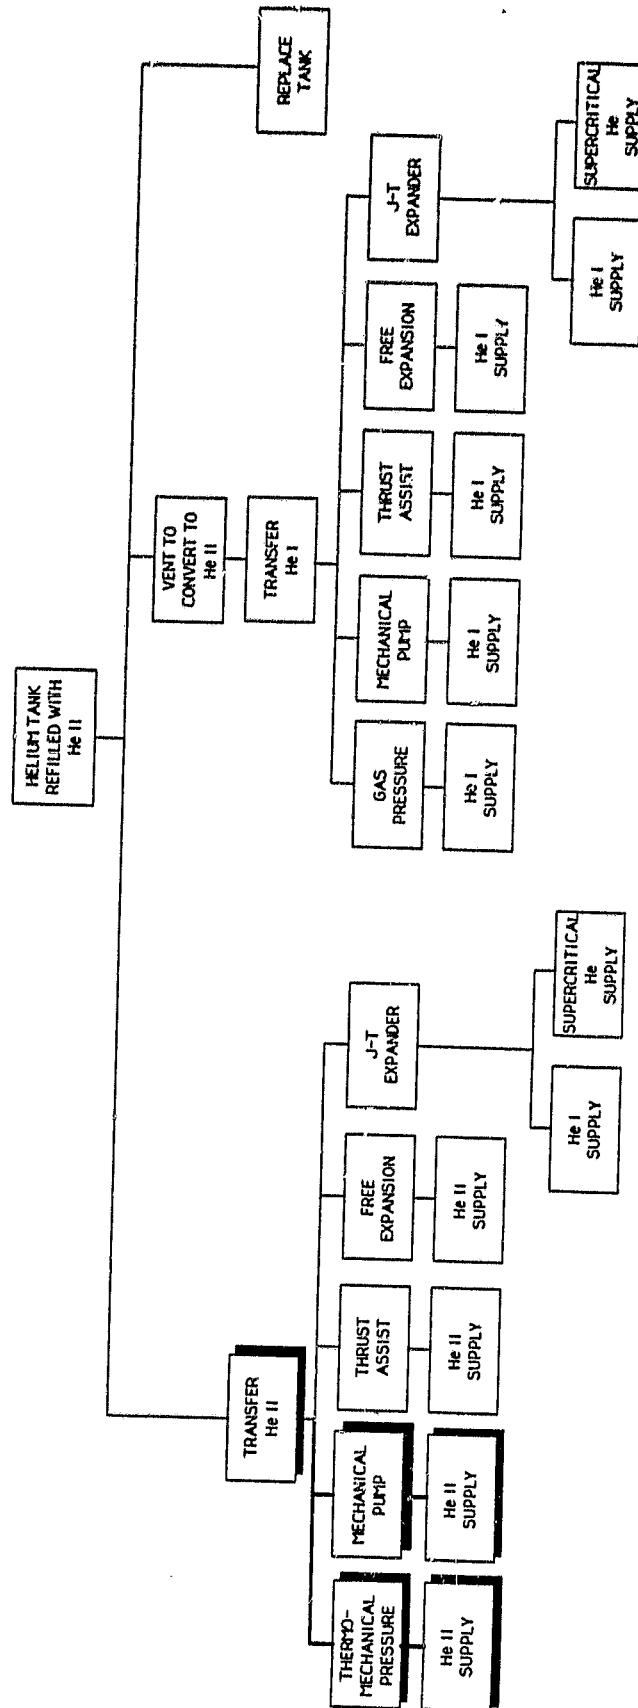 HELIUM TANK
REFILLED WITH
He II
TRANSFER
He II
VENT TO
CONVERT TO
He II
REPLACE
TANK
TRANSFER
He I
THERMO-
MECHANICAL
PRESSURE
MECHANICAL
PUMP
THRUST
ASSIST
FREE
EXPANSION
J-T
EXPANDER
GAS
PRESSURE
MECHANICAL
PUMP
THRUST
ASSIST
FREE
EXPANSION
J-T
EXPANDER
He II
SUPPLY
He II
SUPPLY
He II
SUPPLY
He II
SUPPLY
He I
SUPPLY
He I
SUPPLY
He I
SUPPLY
He I
SUPPLY
He I
SUPPLY
SUPERCRITICAL
He
SUPPLY
He I
SUPPLY
SUPERCRITICAL
He
SUPPLY